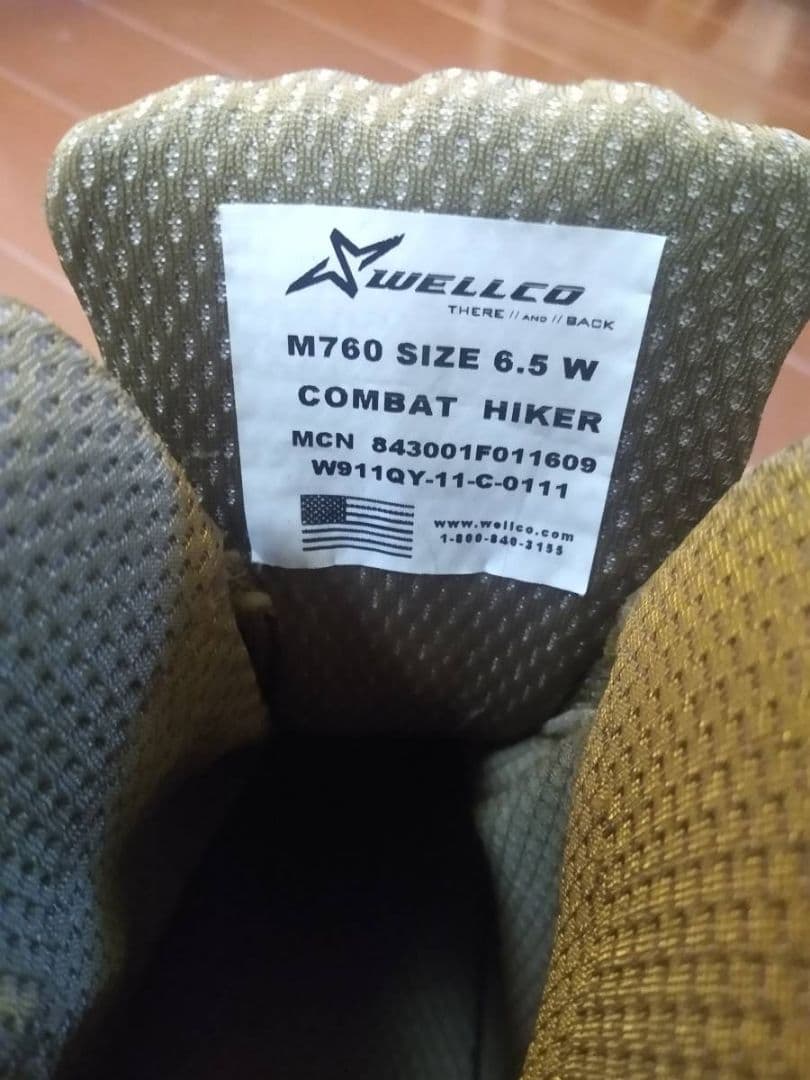 WELLCO
THERE // AND // BACK
M760 SIZE 6.5 W
COMBAT HIKER
MCN 843001F011609
W911QY-11-C-0111
www.wellco.com
1-800-840-3155